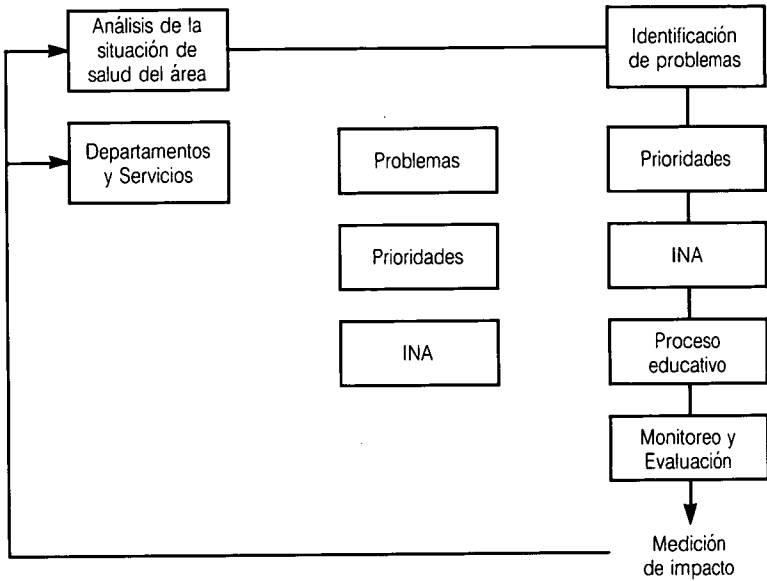 Análisis de la
situación de
salud del área
Identificación
de problemas
Departamentos
y Servicios
Problemas
Prioridades
Prioridades
INA
INA
Proceso
educativo
Monitoreo y
Evaluación
Medición
de impacto